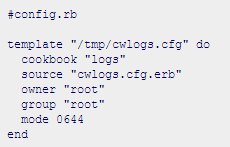 #config.rb

template "/tmp/cwlogs.cfg" do
  cookbook "logs"
  source "cwlogs.cfg.erb"
  owner "root"
  group "root"
  mode 0644
end